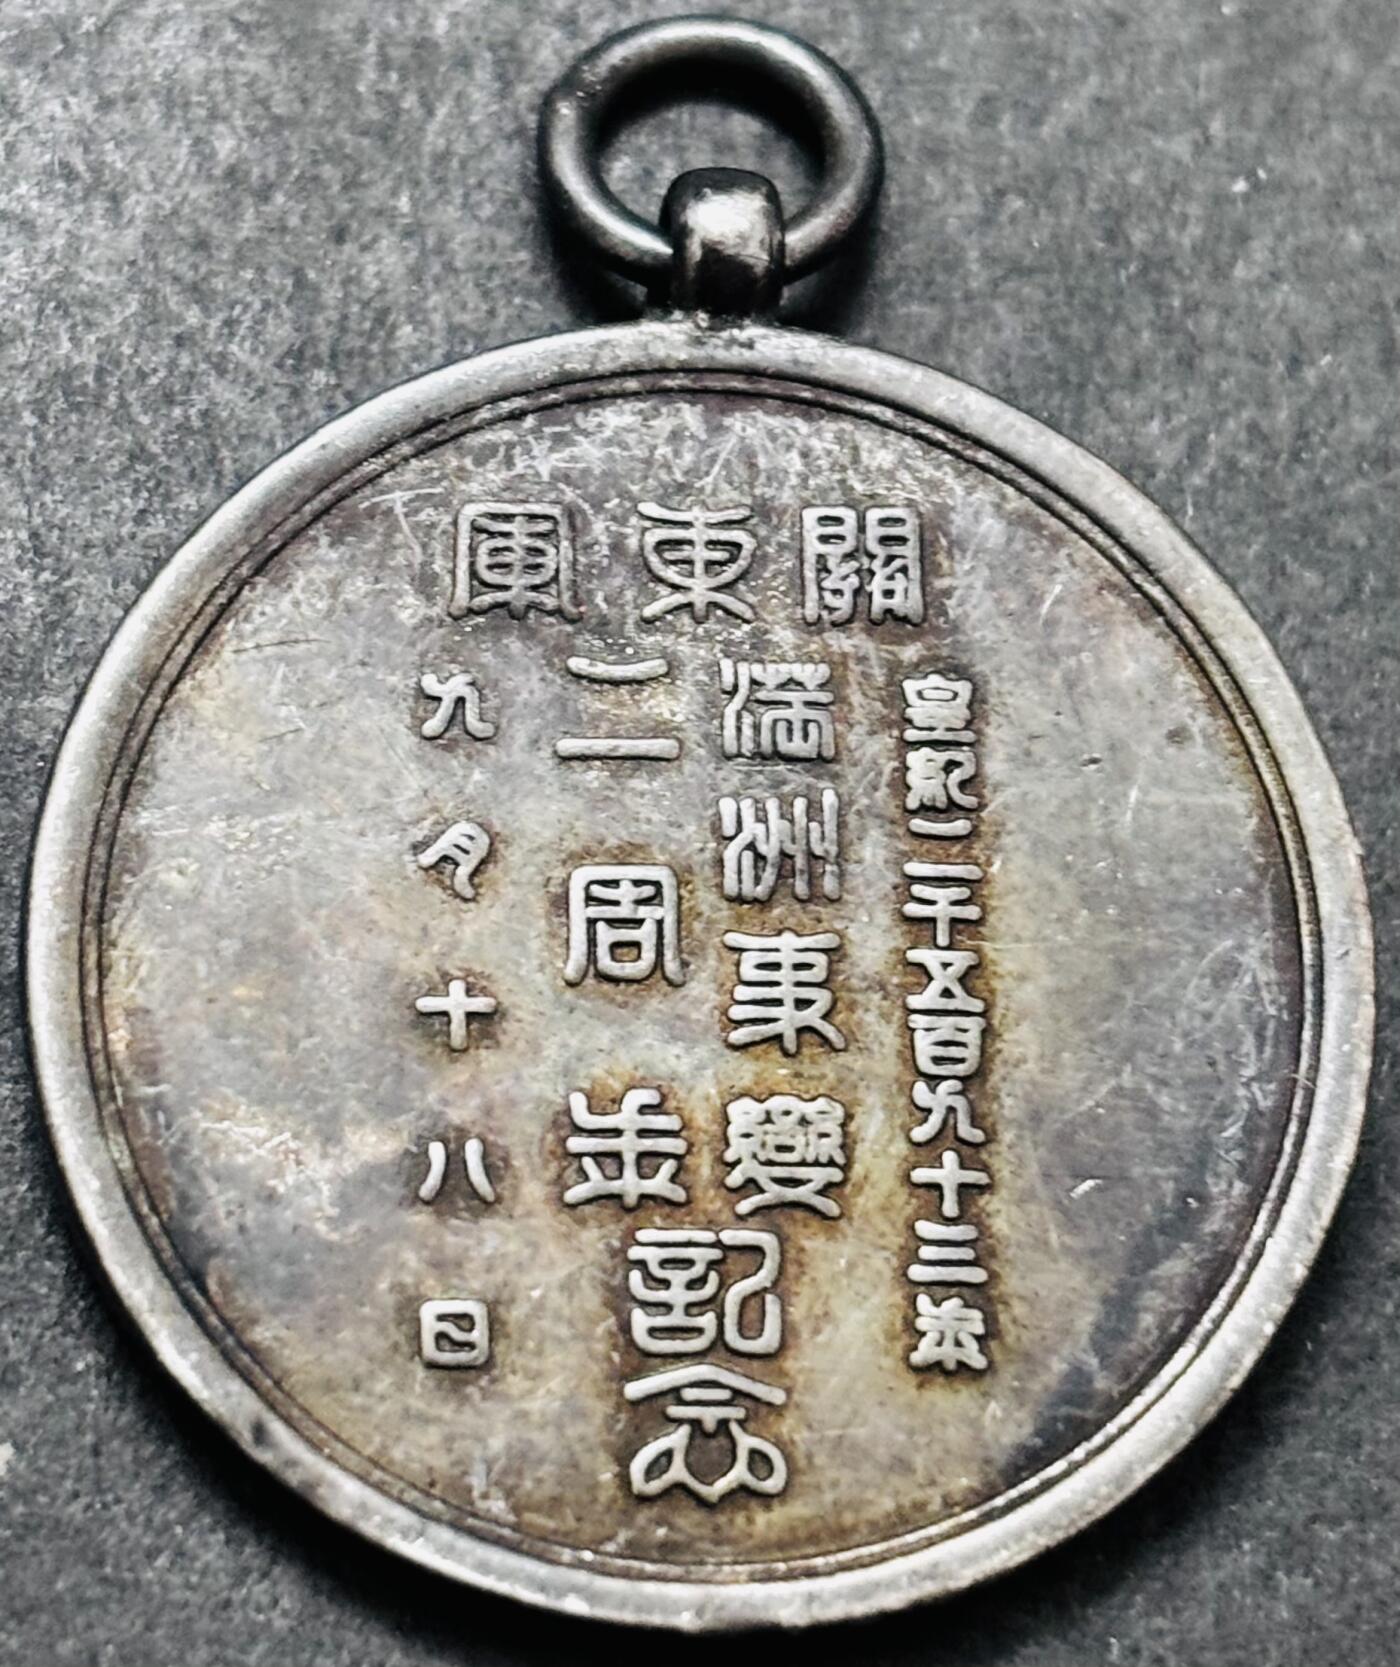 關東軍
皇紀二千五百九十三年
滿洲事變
二周年
記念
九月十八日